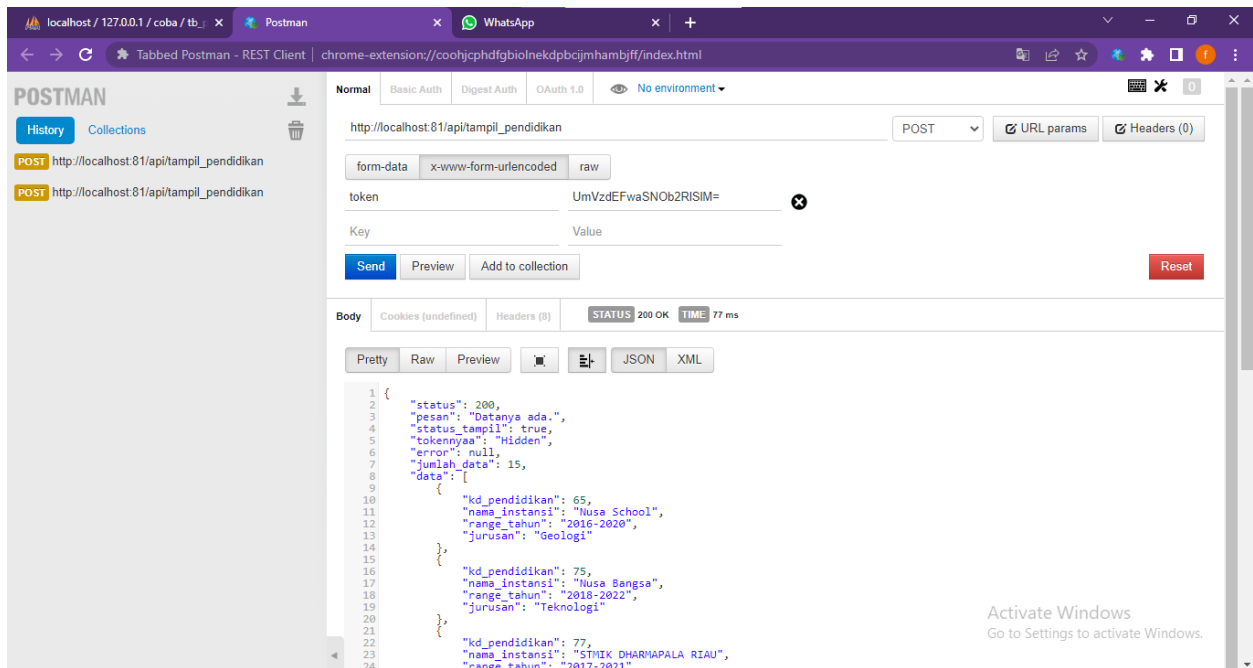 localhost / 127.0.0.1 / coba / tb_p
Postman
WhatsApp
Tabbed Postman - REST Client | chrome-extension://coohjcphdfgbiolnekdpbcijmhambjff/index.html
POSTMAN
History Collections
POST http://localhost:81/api/tampil_pendidikan
POST http://localhost:81/api/tampil_pendidikan
Normal Basic Auth Digest Auth OAuth 1.0 No environment
0
http://localhost:81/api/tampil_pendidikan POST URL params Headers (0)
form-data x-www-form-urlencoded raw
token UmVzdEFwaSNOb2RlSlM=
Key Value
Send Preview Add to collection Reset
Body Cookies (undefined) Headers (8) STATUS 200 OK TIME 77 ms
Pretty Raw Preview JSON XML
1 {
2 "status": 200,
3 "pesan": "Datanya ada.",
4 "status_tampil": true,
5 "tokennyaa": "Hidden",
6 "error": null,
7 "jumlah_data": 15,
8 "data": [
9 {
10 "kd_pendidikan": 65,
11 "nama_instansi": "Nusa School",
12 "range_tahun": "2016-2020",
13 "jurusan": "Geologi"
14 },
15 {
16 "kd_pendidikan": 75,
17 "nama_instansi": "Nusa Bangsa",
18 "range_tahun": "2018-2022",
19 "jurusan": "Teknologi"
20 },
21 {
22 "kd_pendidikan": 77,
23 "nama_instansi": "STMIK DHARMAPALA RIAU",
24 "range_tahun": "2017-2021"
Activate Windows
Go to Settings to activate Windows.